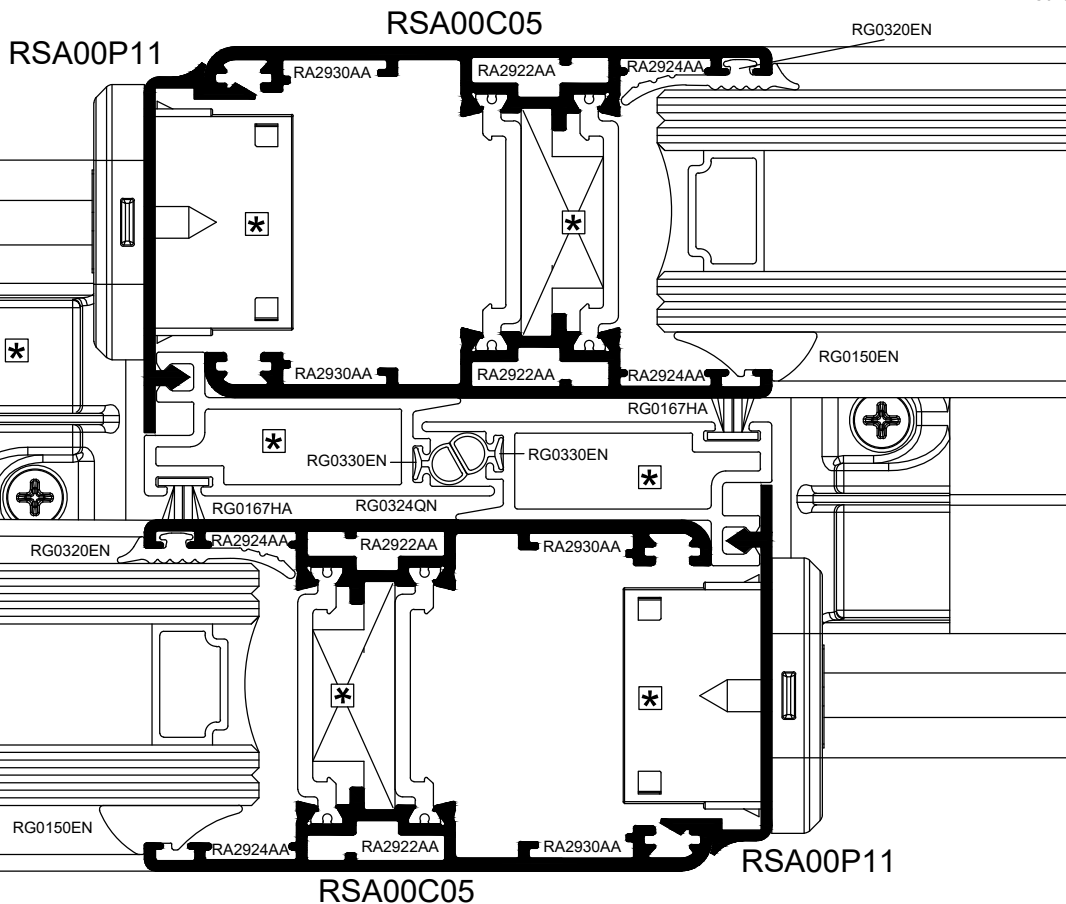 RSA00C05
RG0320EN
RSA00P11
RA2930AA
RA2922AA
RA2924AA
*
*
*
RG0150EN
RA2930AA
RA2922AA
RA2924AA
RG0167HA
*
RG0330EN
RG0330EN
*
RG0167HA
RG0324QN
RG0320EN
RA2924AA
RA2922AA
RA2930AA
*
*
RG0150EN
RA2924AA
RA2922AA
RA2930AA
RSA00P11
RSA00C05